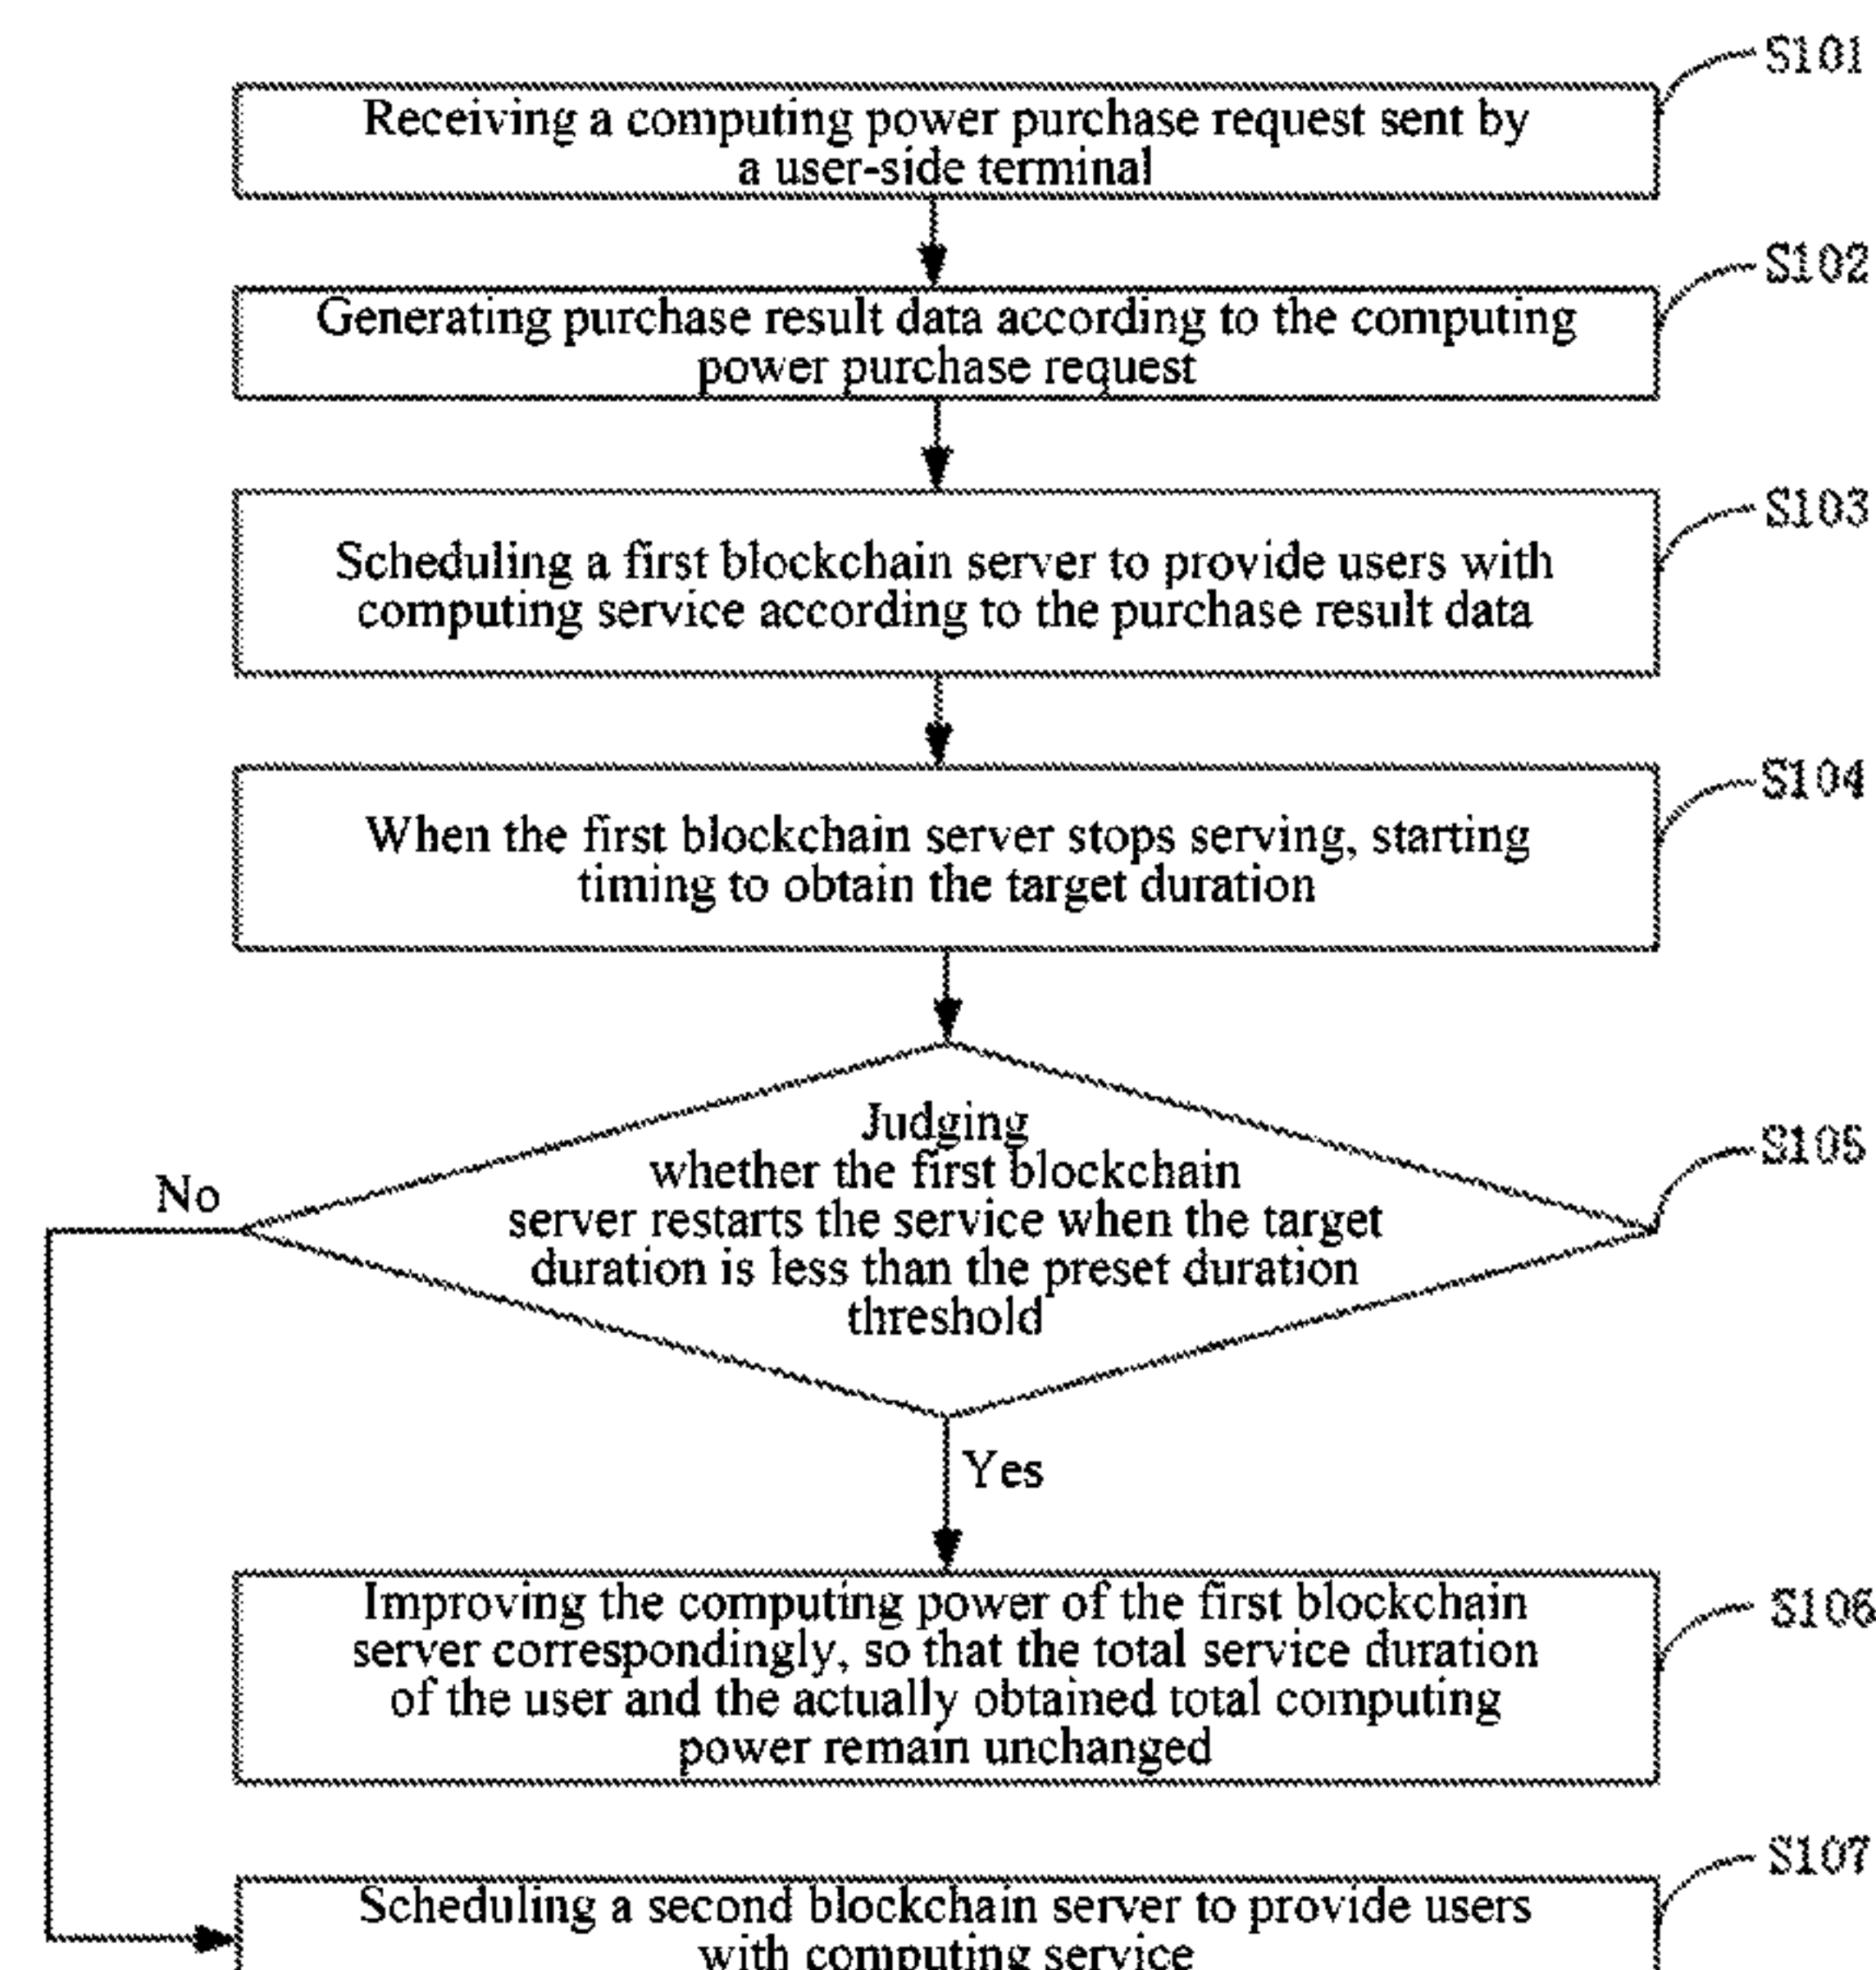 S101
Receiving a computing power purchase request sent by
a user-side terminal
S102
Generating purchase result data according to the computing
power purchase request
S103
Scheduling a first blockchain server to provide users with
computing service according to the purchase result data
S104
When the first blockchain server stops serving, starting
timing to obtain the target duration
S105
Judging
whether the first blockchain
server restarts the service when the target
duration is less than the preset duration
threshold
No
Yes
S106
Improving the computing power of the first blockchain
server correspondingly, so that the total service duration
of the user and the actually obtained total computing
power remain unchanged
S107
Scheduling a second blockchain server to provide users
with computing service